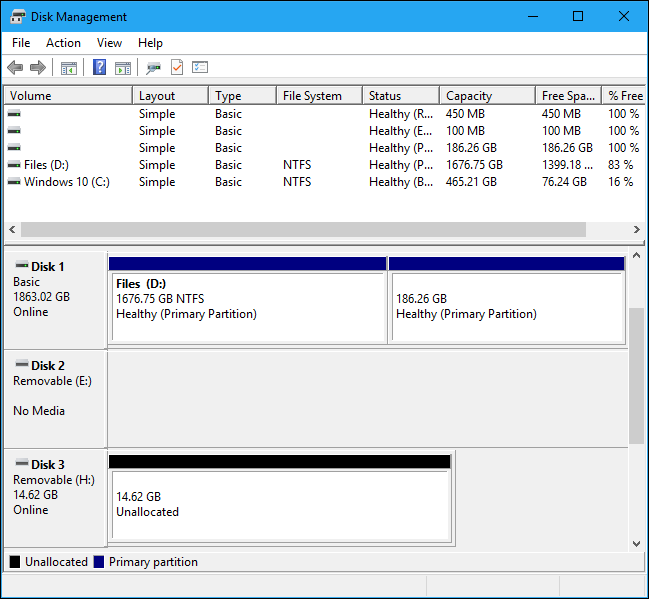 Disk Management
File Action View Help
Volume Layout Type File System Status Capacity Free Spa... % Free
Simple Basic Healthy (R... 450 MB 450 MB 100 %
Simple Basic Healthy (E... 100 MB 100 MB 100 %
Simple Basic Healthy (P... 186.26 GB 186.26 GB 100 %
Files (D:) Simple Basic NTFS Healthy (P... 1676.75 GB 1399.18 ... 83 %
Windows 10 (C:) Simple Basic NTFS Healthy (B... 465.21 GB 76.24 GB 16 %
Disk 1
Basic
1863.02 GB
Online
Files (D:)
1676.75 GB NTFS
Healthy (Primary Partition)
186.26 GB
Healthy (Primary Partition)
Disk 2
Removable (E:)
No Media
Disk 3
Removable (H:)
14.62 GB
Online
14.62 GB
Unallocated
Unallocated Primary partition